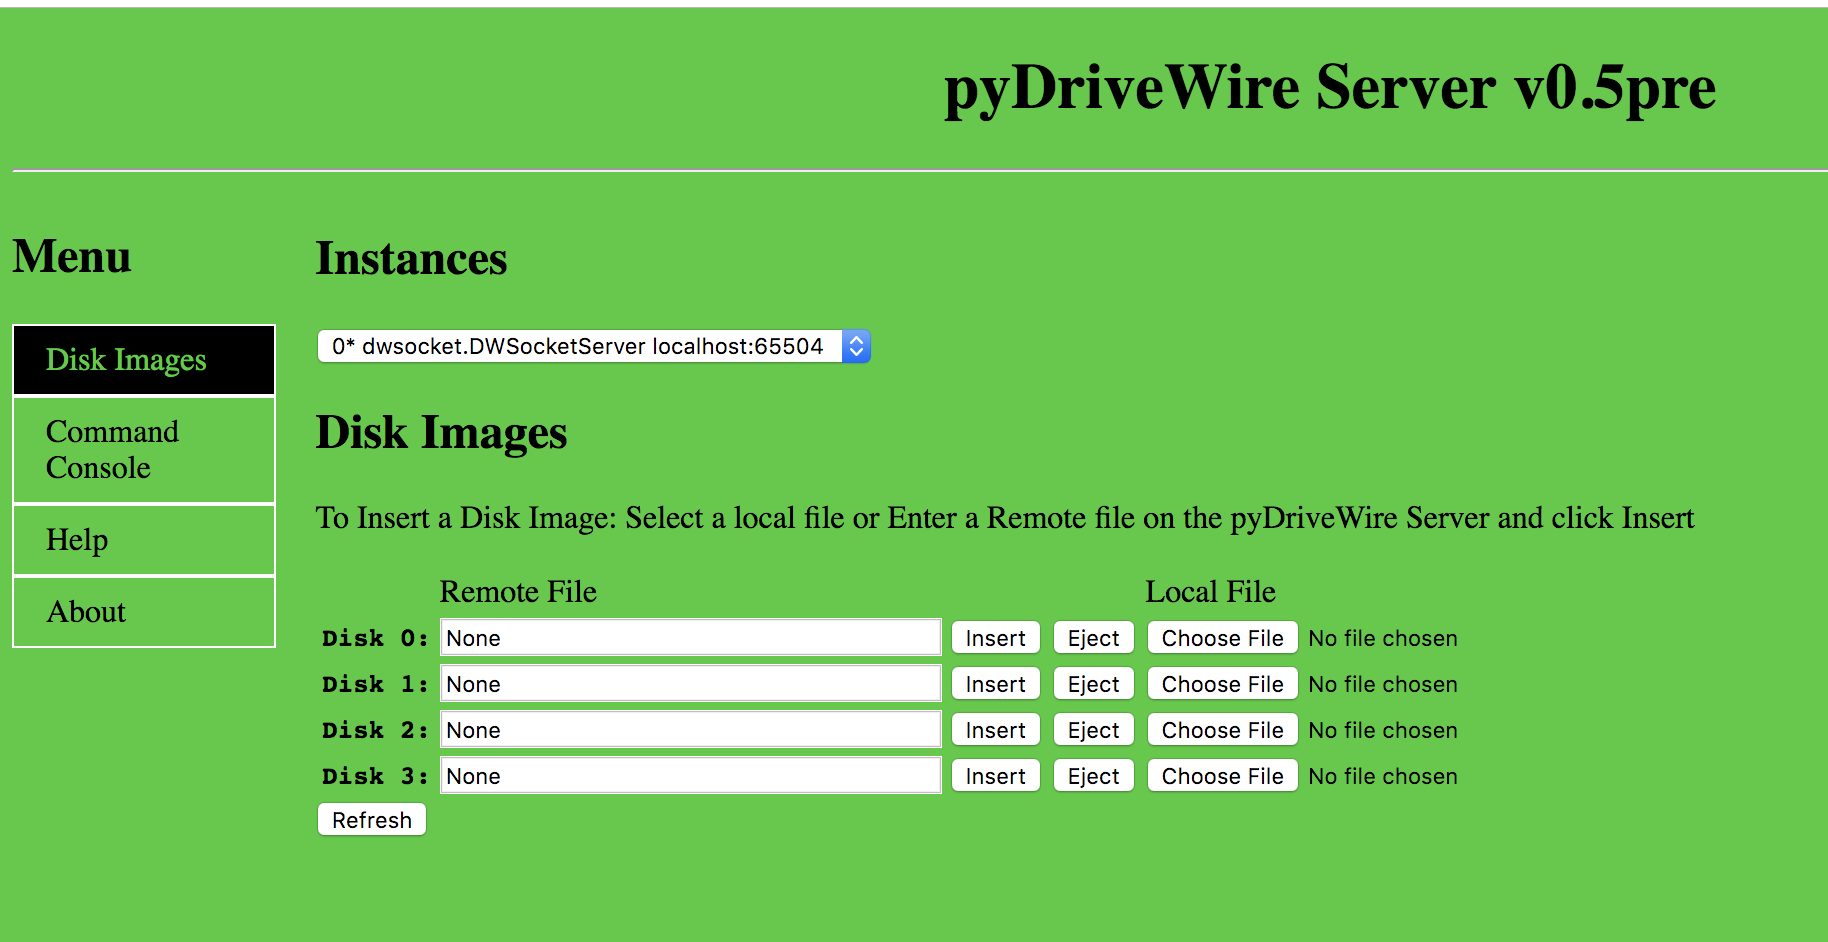 pyDriveWire Server v0.5pre
Menu
Disk Images
Command
Console
Help
About
Instances
0* dwsocket.DWSocketServer localhost:65504
Disk Images
To Insert a Disk Image: Select a local file or Enter a Remote file on the pyDriveWire Server and click Insert
Remote File Local File
Disk 0: None Insert Eject Choose File No file chosen
Disk 1: None Insert Eject Choose File No file chosen
Disk 2: None Insert Eject Choose File No file chosen
Disk 3: None Insert Eject Choose File No file chosen
Refresh